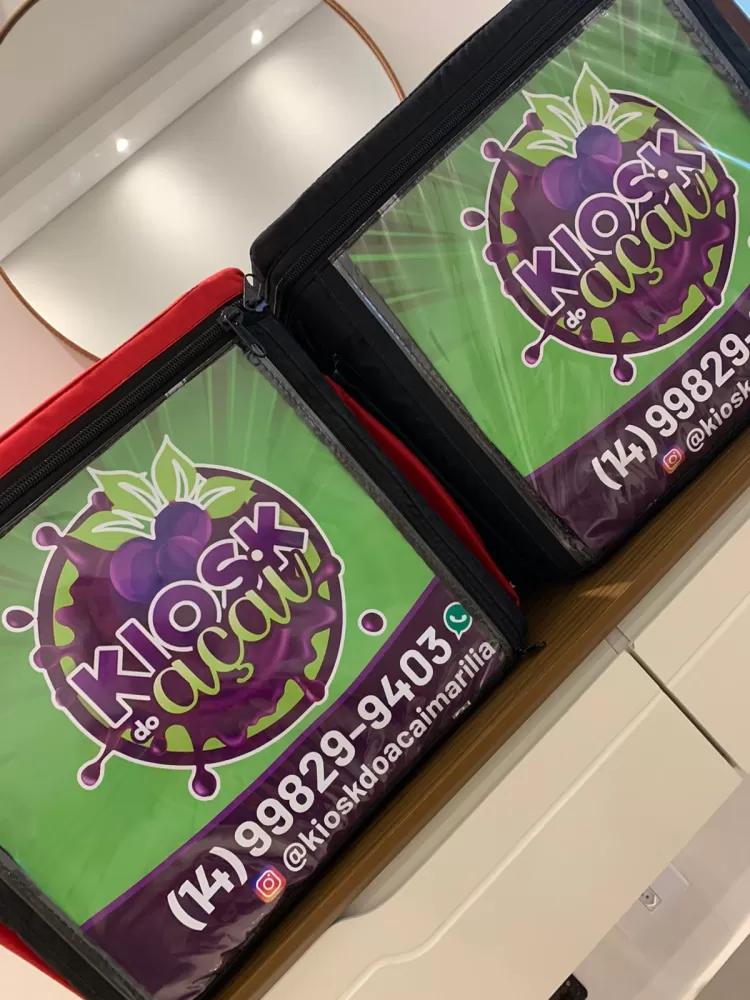 KIOSK
do açaí
(14) 99829-9403
@kioskdoacaimarilia
KIOSK
do açaí
(14) 99829-
@kiosk